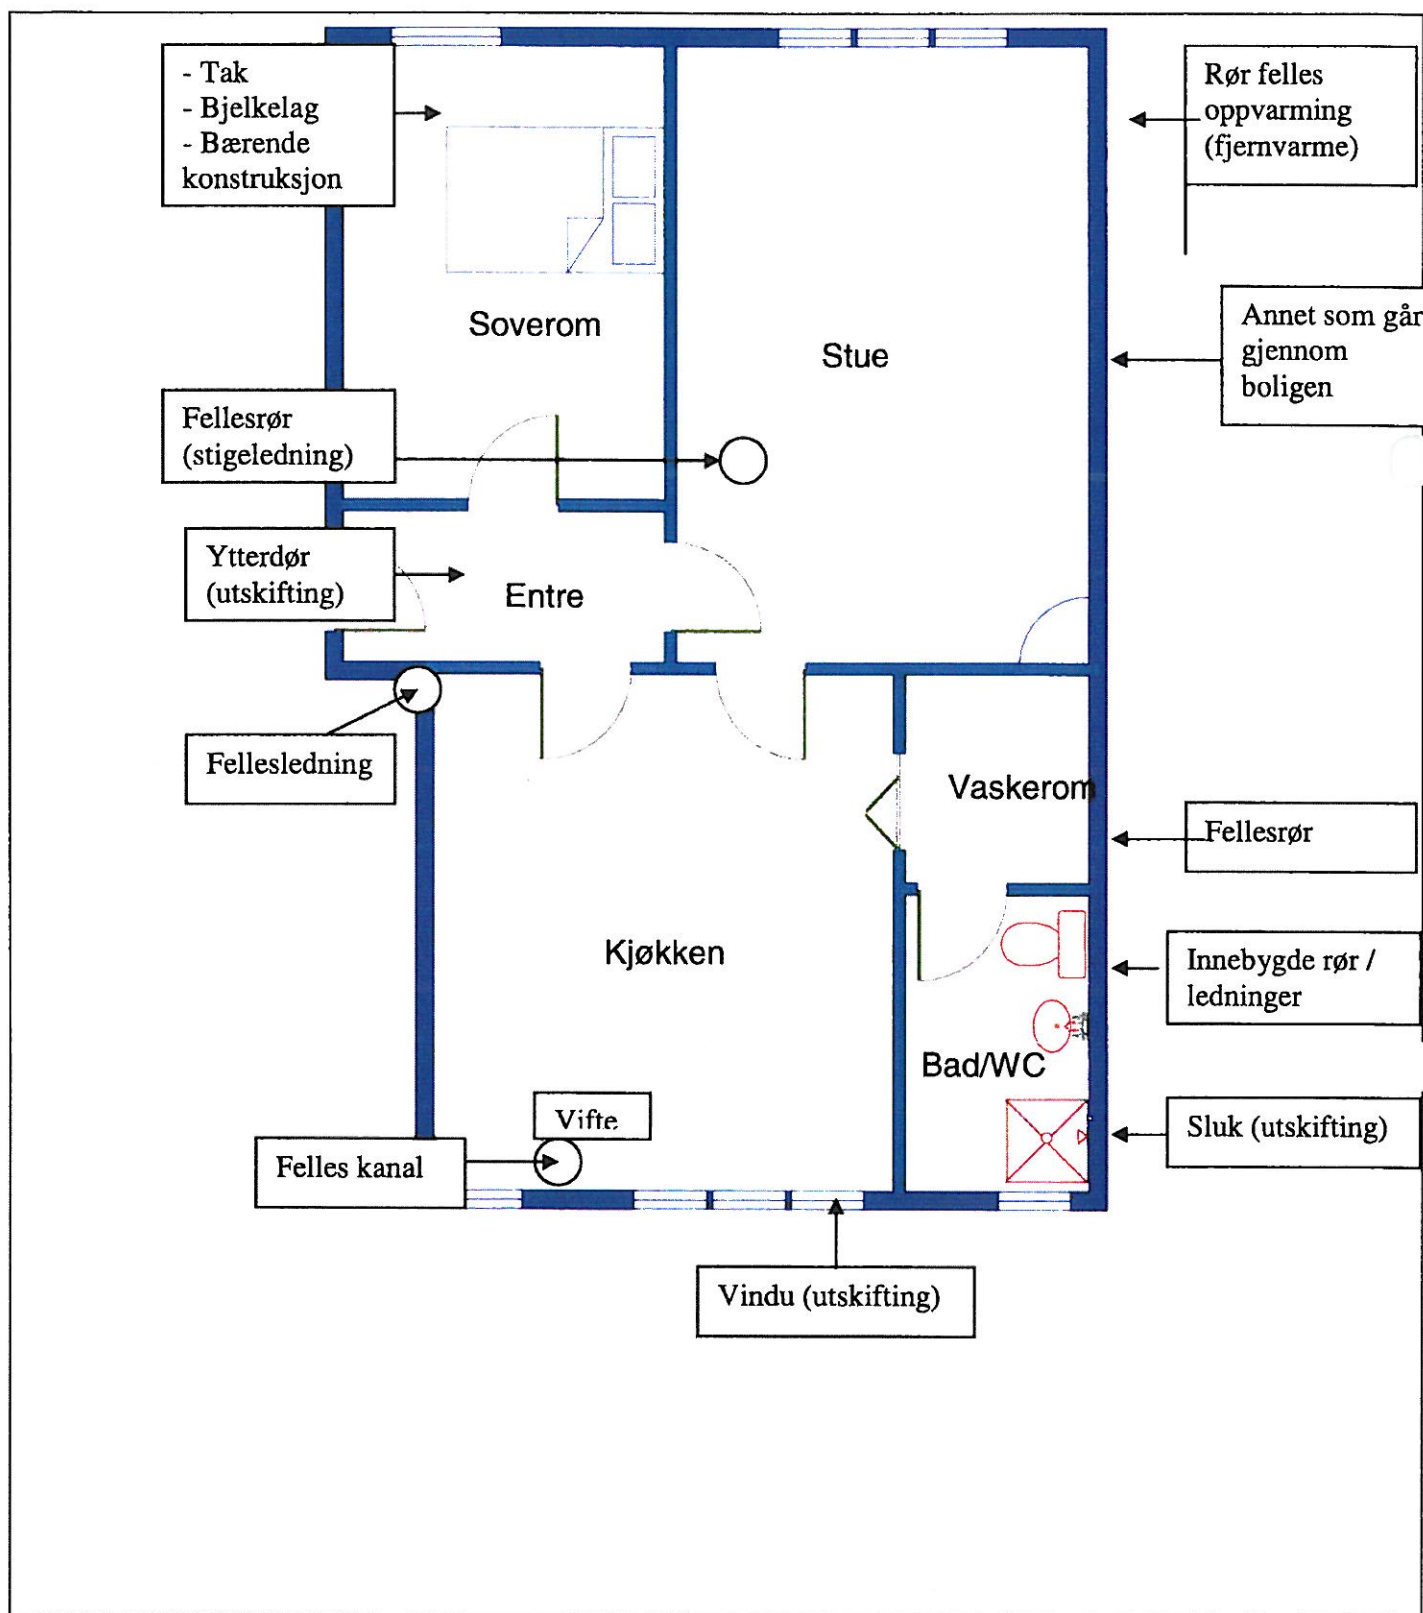 - Tak
- Bjelkelag
- Bærende
konstruksjon
Rør felles
oppvarming
(fjernvarme)
Soverom
Stue
Annet som går
gjennom
boligen
Fellesrør
(stigeledning)
Ytterdør
(utskifting)
Entre
Fellesledning
Vaskerom
Fellesrør
Kjøkken
Innebygde rør /
ledninger
Bad/WC
Vifte
Sluk (utskifting)
Felles kanal
Vindu (utskifting)